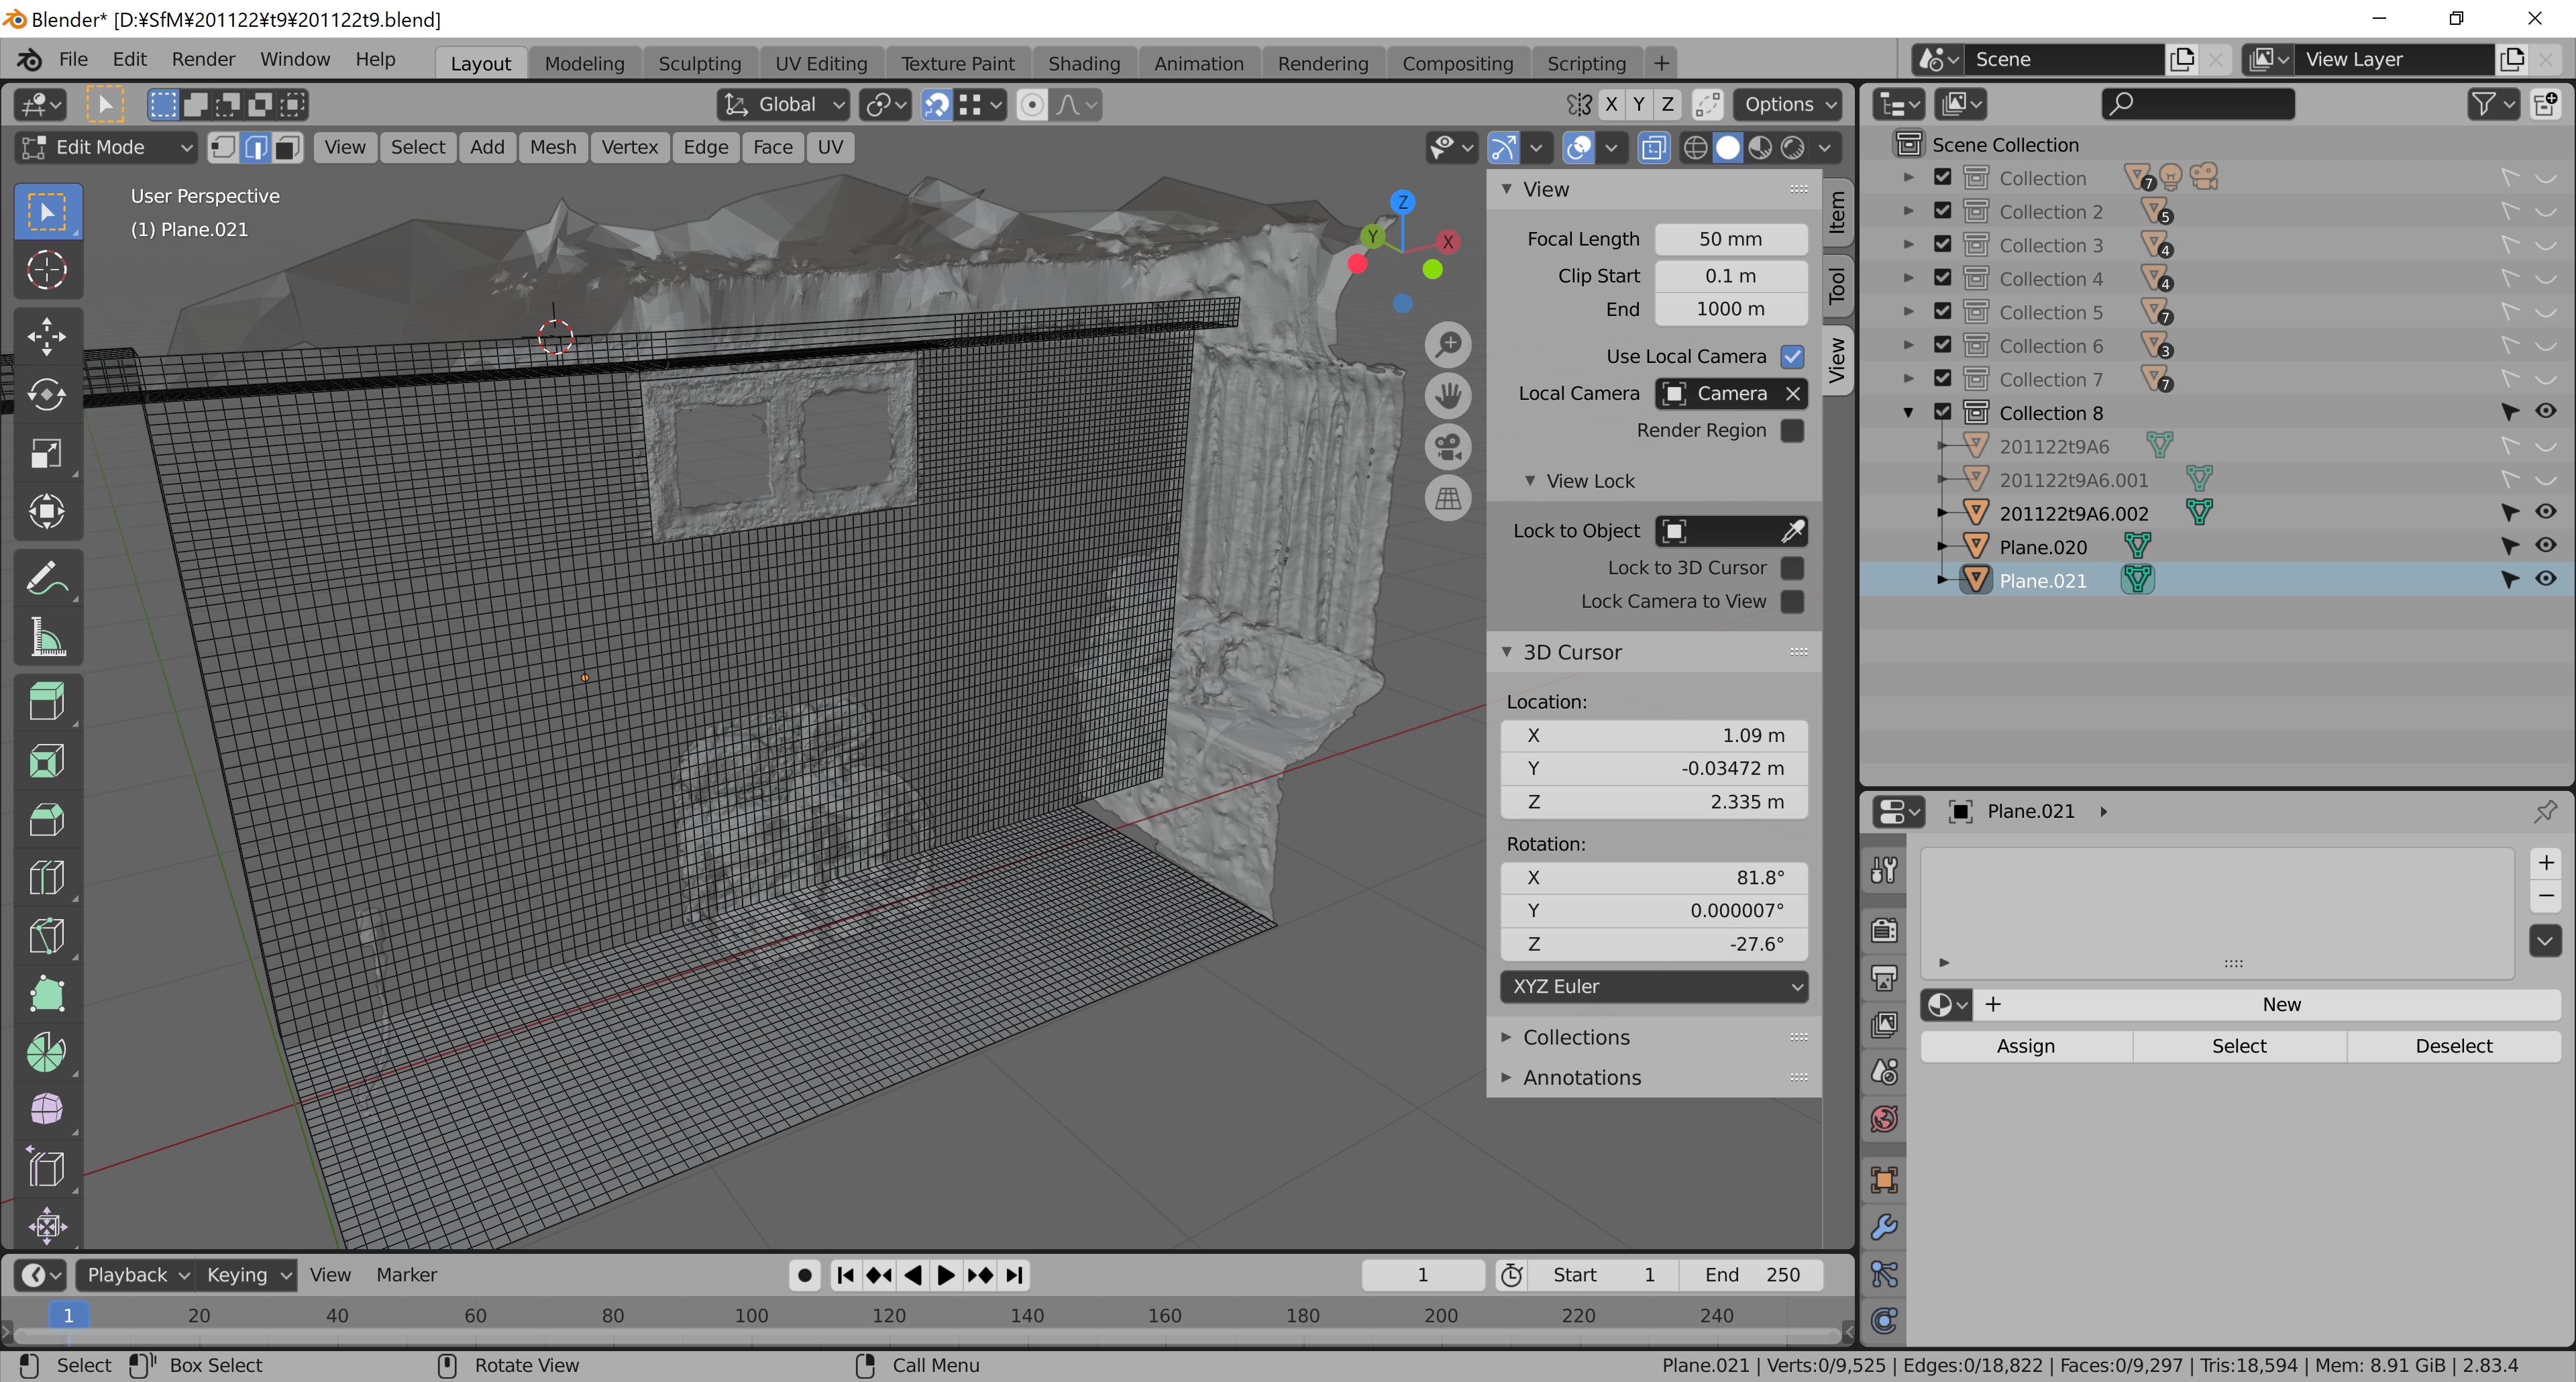 Blender* [D:¥SfM¥201122¥t9¥201122t9.blend]
File Edit Render Window Help Layout Modeling Sculpting UV Editing Texture Paint Shading Animation Rendering Compositing Scripting + Scene View Layer
Global X Y Z Options
Edit Mode View Select Add Mesh Vertex Edge Face UV
User Perspective
(1) Plane.021
Z
Y
X
View
Focal Length 50 mm
Clip Start 0.1 m
End 1000 m
Use Local Camera
Local Camera Camera
Render Region
View Lock
Lock to Object
Lock to 3D Cursor
Lock Camera to View
3D Cursor
Location:
X 1.09 m
Y -0.03472 m
Z 2.335 m
Rotation:
X 81.8°
Y 0.000007°
Z -27.6°
XYZ Euler
Collections
Annotations
Item
Tool
View
Scene Collection
Collection 7
Collection 2 5
Collection 3 4
Collection 4 4
Collection 5 7
Collection 6 3
Collection 7 7
Collection 8
201122t9A6
201122t9A6.001
201122t9A6.002
Plane.020
Plane.021
Plane.021
+ New
Assign Select Deselect
Playback Keying View Marker 1 Start 1 End 250
1 20 40 60 80 100 120 140 160 180 200 220 240
Select Box Select Rotate View Call Menu Plane.021 | Verts:0/9,525 | Edges:0/18,822 | Faces:0/9,297 | Tris:18,594 | Mem: 8.91 GiB | 2.83.4